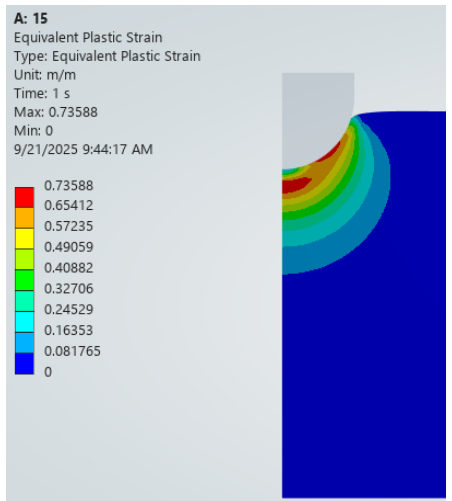 A: 15
Equivalent Plastic Strain
Type: Equivalent Plastic Strain
Unit: m/m
Time: 1 s
Max: 0.73588
Min: 0
9/21/2025 9:44:17 AM
0.73588
0.65412
0.57235
0.49059
0.40882
0.32706
0.24529
0.16353
0.081765
0